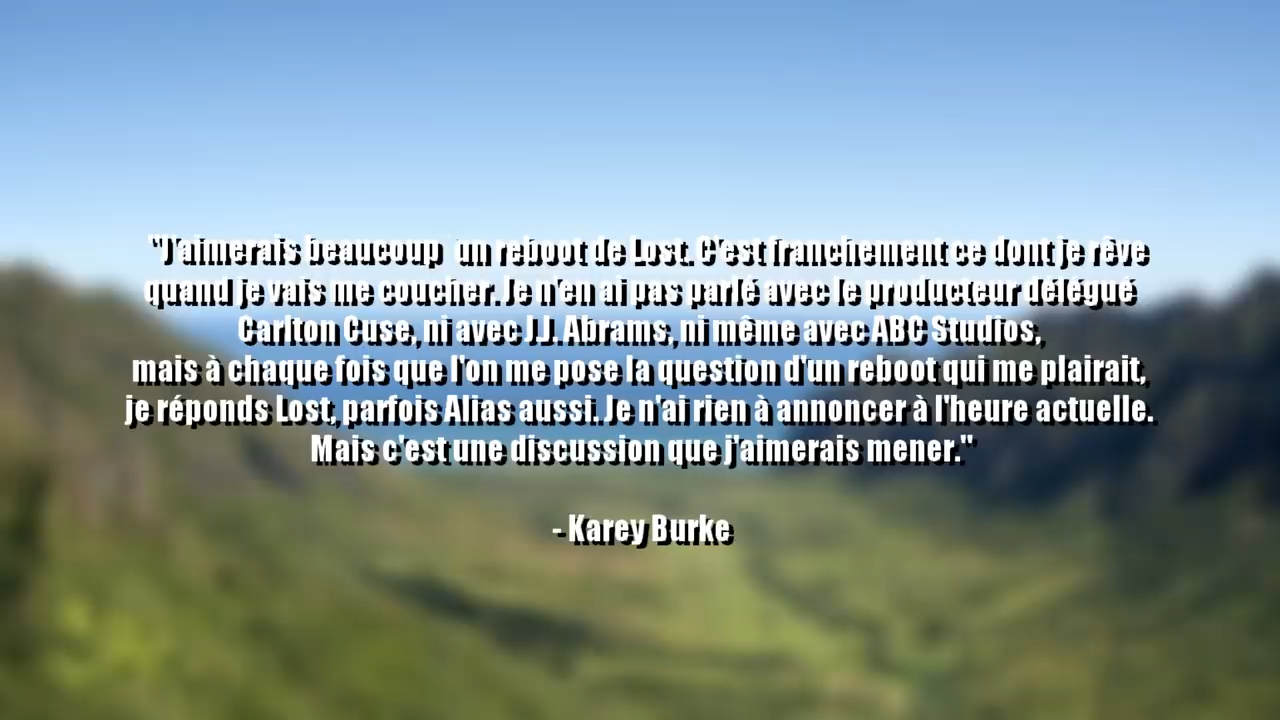 "J'aimerais beaucoup un reboot de Lost. C'est franchement ce dont je rêve
quand je vais me coucher. Je n'en ai pas parlé avec le producteur délégué
Carlton Cuse, ni avec J.J. Abrams, ni même avec ABC Studios,
mais à chaque fois que l'on me pose la question d'un reboot qui me plairait,
je réponds Lost, parfois Alias aussi. Je n'ai rien à annoncer à l'heure actuelle.
Mais c'est une discussion que j'aimerais mener."
- Karey Burke